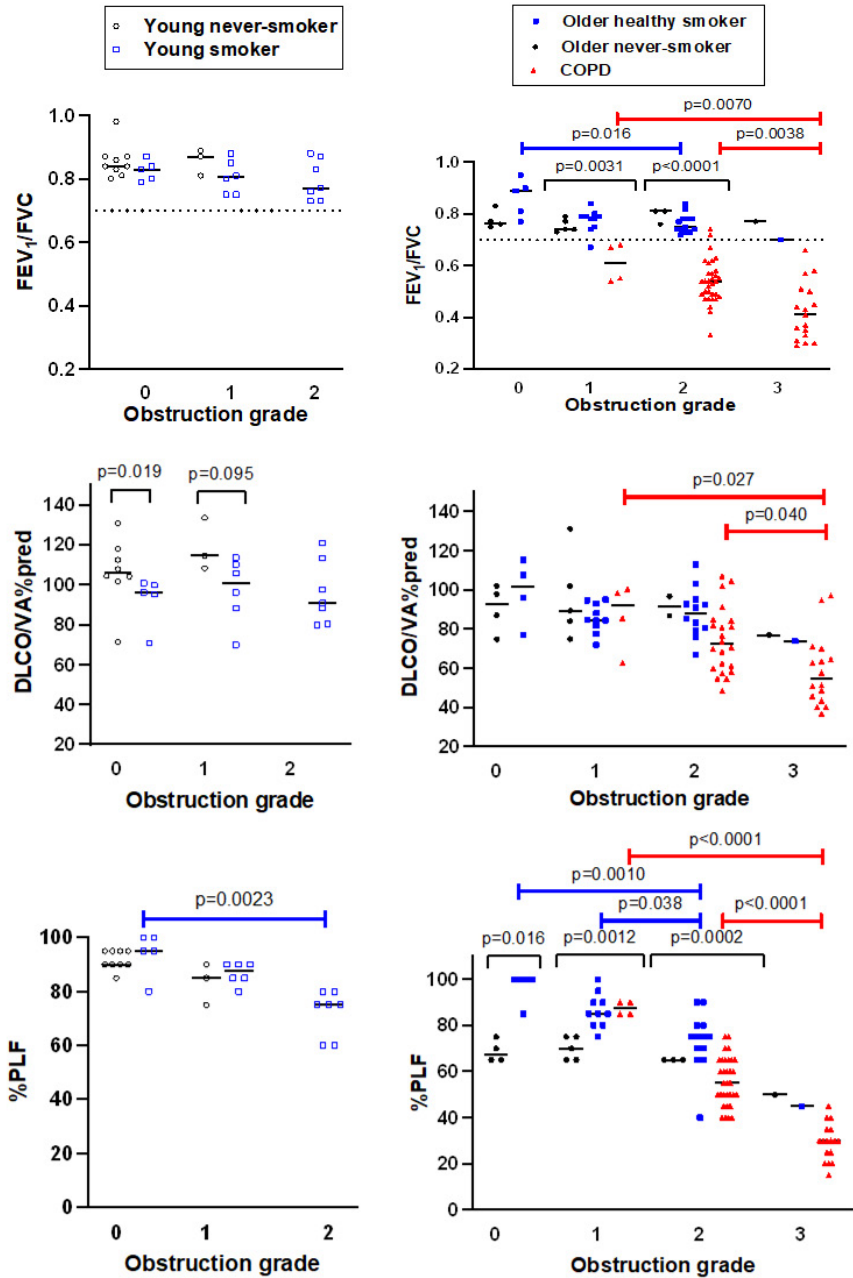 Young never-smoker
Young smoker
Older healthy smoker
Older never-smoker
COPD
1.0
0.8
0.6
0.4
0.2
FEV1/FVC
0 1 2
Obstruction grade
p=0.0070
p=0.016 p=0.0038
p=0.0031 p<0.0001
1.0
0.8
0.6
0.4
0.2
FEV1/FVC
0 1 2 3
Obstruction grade
p=0.019 p=0.095
140
120
100
80
60
40
20
DLCO/VA%pred
0 1 2
Obstruction grade
p=0.027
p=0.040
140
120
100
80
60
40
20
DLCO/VA%pred
0 1 2 3
Obstruction grade
p=0.0023
100
80
60
40
20
0
%PLF
0 1 2
Obstruction grade
p<0.0001
p=0.0010
p=0.038 p<0.0001
p=0.016 p=0.0012 p=0.0002
100
80
60
40
20
0
%PLF
0 1 2 3
Obstruction grade